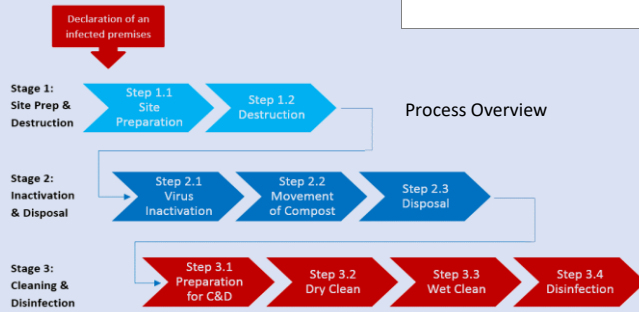 Declaration of an
infected premises
Stage 1:
Site Prep &
Destruction
Step 1.1
Site
Preparation
Step 1.2
Destruction
Process Overview
Stage 2:
Inactivation
& Disposal
Step 2.1
Virus
Inactivation
Step 2.2
Movement
of Compost
Step 2.3
Disposal
Stage 3:
Cleaning &
Disinfection
Step 3.1
Preparation
for C&D
Step 3.2
Dry Clean
Step 3.3
Wet Clean
Step 3.4
Disinfection